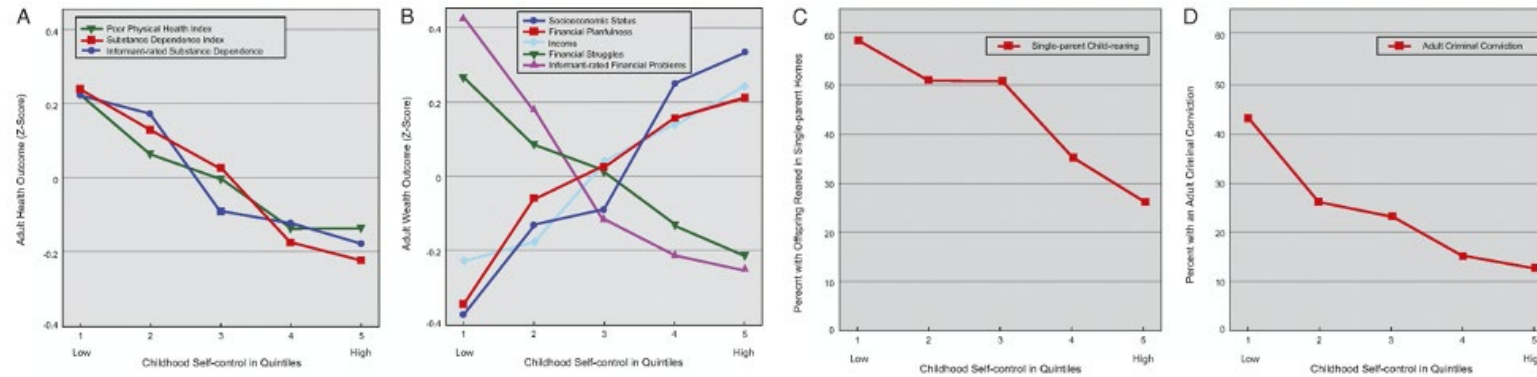 A
Poor Physical Health Index
Substance Dependence Index
Informant-rated Substance Dependence
Adult Health Outcome (Z-Score)
0.4
0.2
0
-0.2
-0.4
1 2 3 4 5
Low High
Childhood Self-control in Quintiles
B
Socioeconomic Status
Financial Planfulness
Income
Financial Struggles
Informant-rated Financial Problems
Adult Wealth Outcome (Z-Score)
0.4
0.2
0
-0.2
-0.4
1 2 3 4 5
Low High
Childhood Self-control in Quintiles
C
Single-parent Child-rearing
Perecnt with Offspring Reared in Single-parent Homes
60
50
40
30
20
10
0
1 2 3 4 5
Low High
Childhood Self-control in Quintiles
D
Adult Criminal Conviction
Percent with an Adult Criminal Conviction
60
50
40
30
20
10
0
1 2 3 4 5
Low Hig
Childhood Self-control in Quintiles